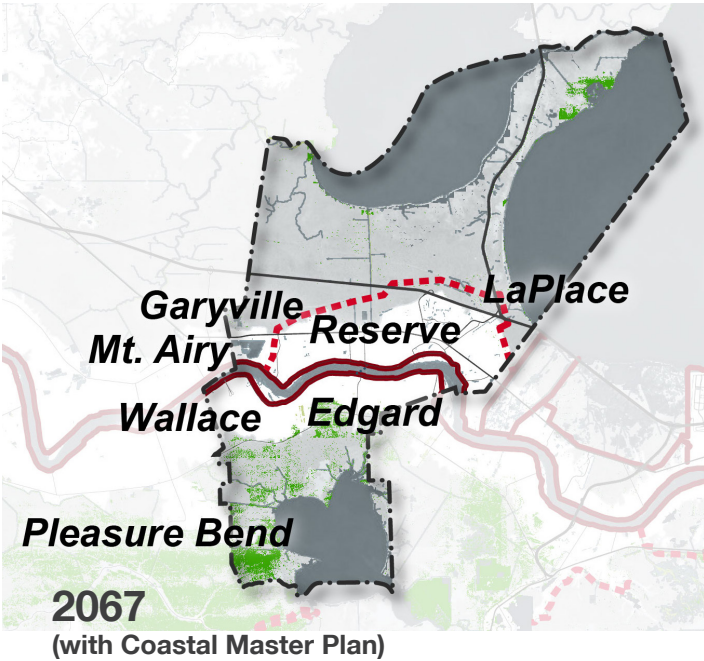 LaPlace
Garyville
Reserve
Mt. Airy
Wallace
Edgard
Pleasure Bend
2067
(with Coastal Master Plan)